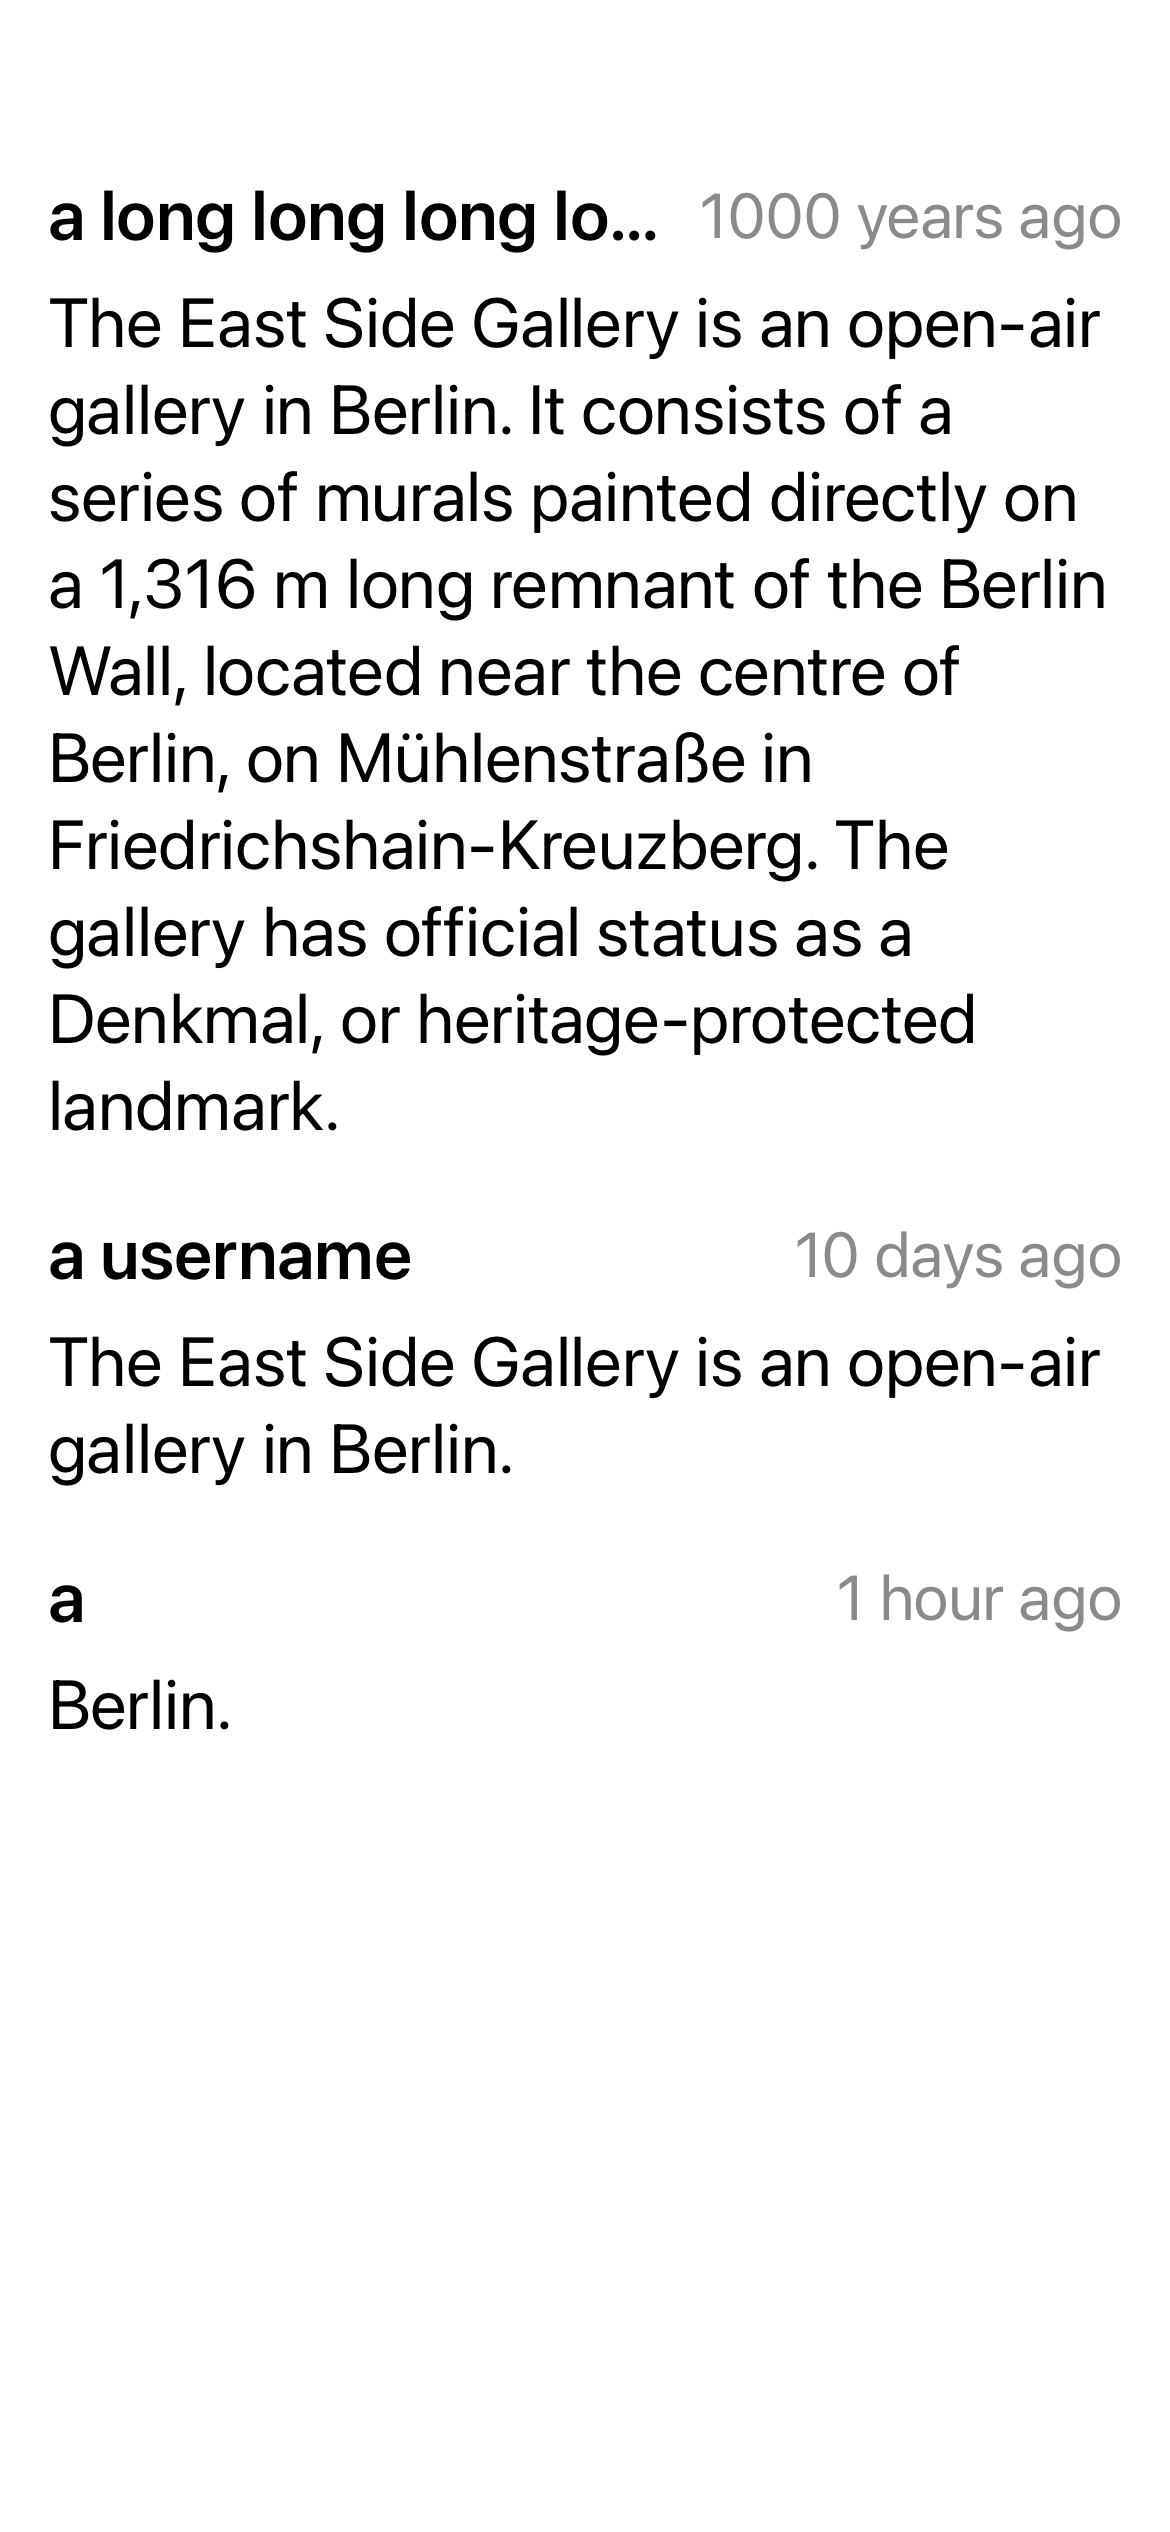 a long long long lo... 1000 years ago
The East Side Gallery is an open-air
gallery in Berlin. It consists of a
series of murals painted directly on
a 1,316 m long remnant of the Berlin
Wall, located near the centre of
Berlin, on Mühlenstraße in
Friedrichshain-Kreuzberg. The
gallery has official status as a
Denkmal, or heritage-protected
landmark.
a username 10 days ago
The East Side Gallery is an open-air
gallery in Berlin.
a 1 hour ago
Berlin.